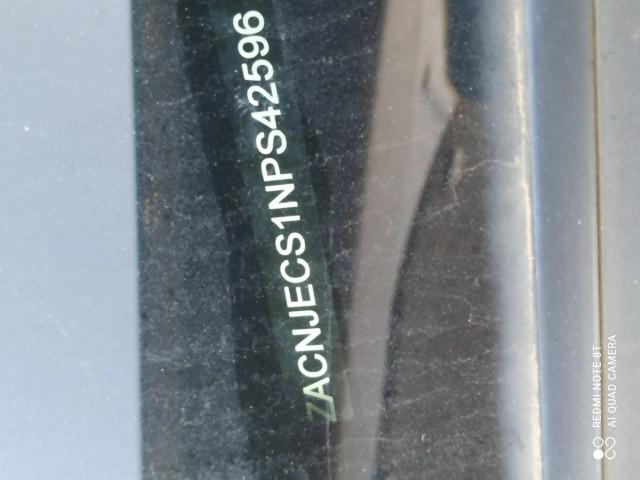 ZACNJECS1NPS42596
REDMI NOTE 8T
AI QUAD CAMERA